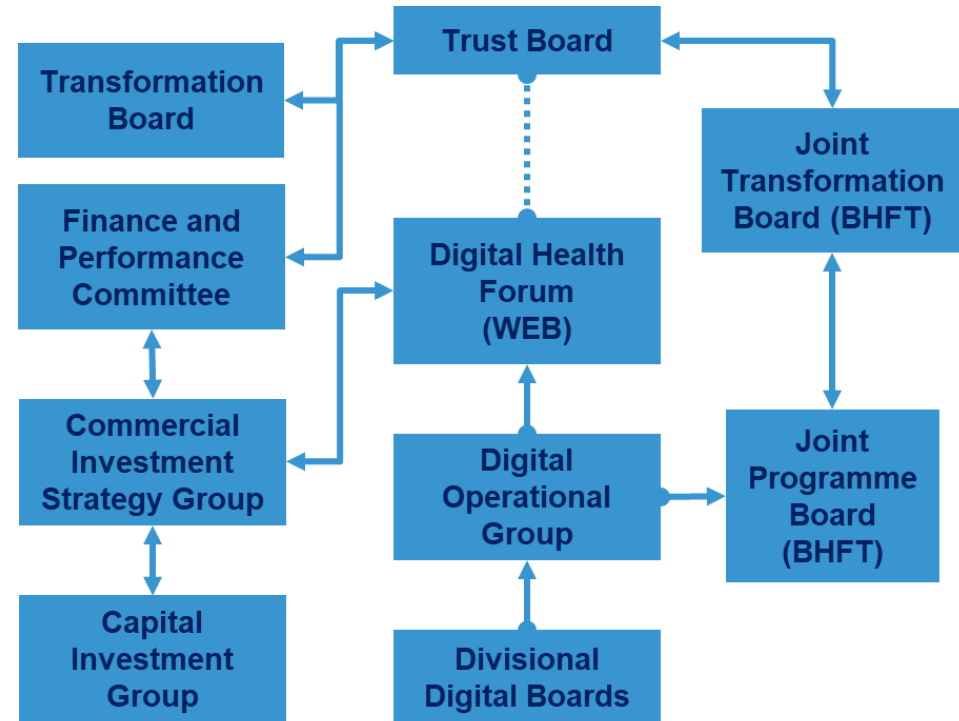 Trust Board
Transformation
Board
Joint
Transformation
Board (BHFT)
Finance and
Performance
Committee
Digital Health
Forum
(WEB)
Commercial
Investment
Strategy Group
Digital
Operational
Group
Joint
Programme
Board
(BHFT)
Capital
Investment
Group
Divisional
Digital Boards